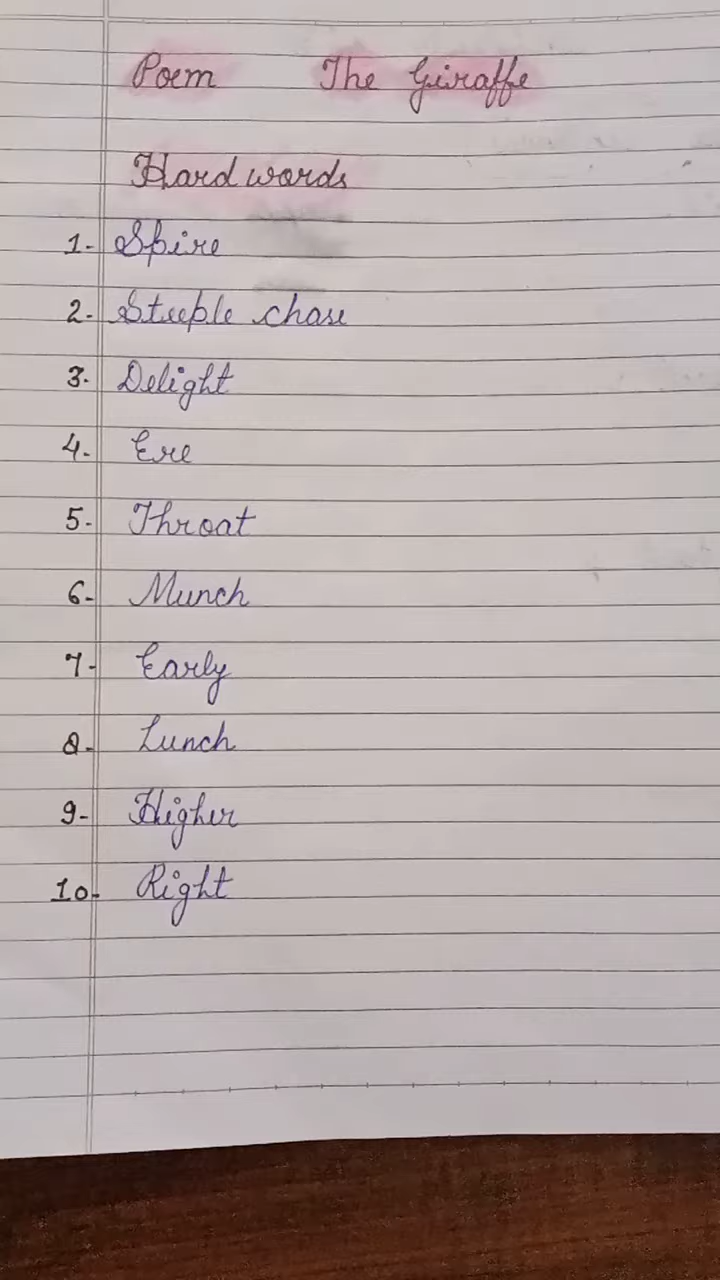 Poem The Giraffe
Hard words
1. Spire
2. Steeple chase
3. Delight
4. Ere
5. Throat
6. Munch
7. Early
8. Lunch
9. Higher
10. Right